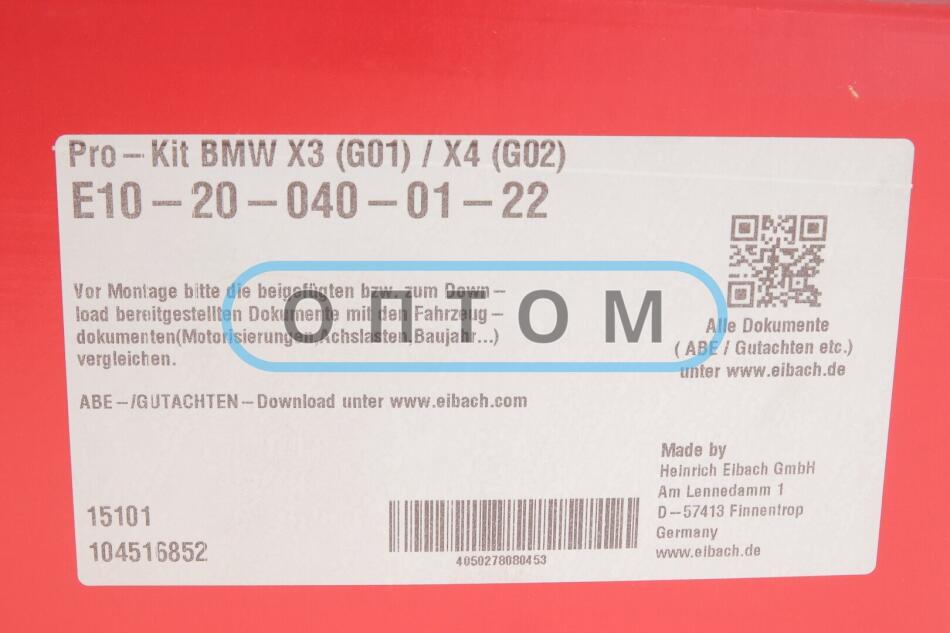 Pro – Kit BMW X3 (G01) / X4 (G02)
E10 – 20 – 040 – 01 – 22
Vor Montage bitte die beigefügten bzw. zum Down –
load bereitgestellten Dokumente mit den Fahrzeug –
dokumenten(Motorisierungen,Achslasten,Baujahr...)
vergleichen.
ABE –/GUTACHTEN – Download unter www.eibach.com
ОПТОМ
Alle Dokumente
( ABE / Gutachten etc.)
unter www.eibach.de
15101
104516852
4050278080453
Made by
Heinrich Eibach GmbH
Am Lennedamm 1
D – 57413 Finnentrop
Germany
www.eibach.de